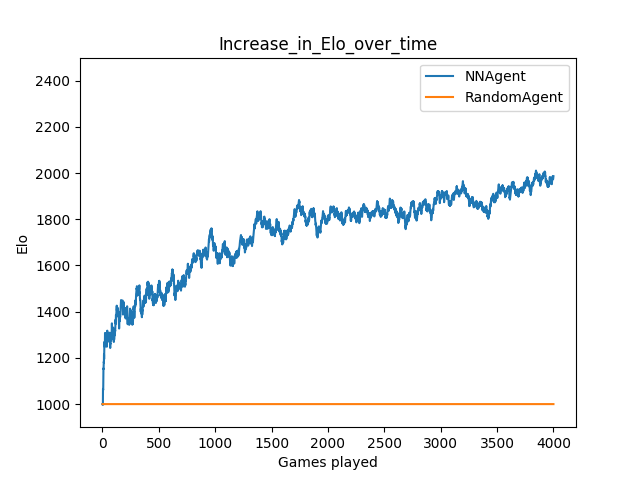 Increase_in_Elo_over_time
NNAgent
RandomAgent
2400
2200
2000
1800
1600
1400
1200
1000
Elo
0 500 1000 1500 2000 2500 3000 3500 4000
Games played